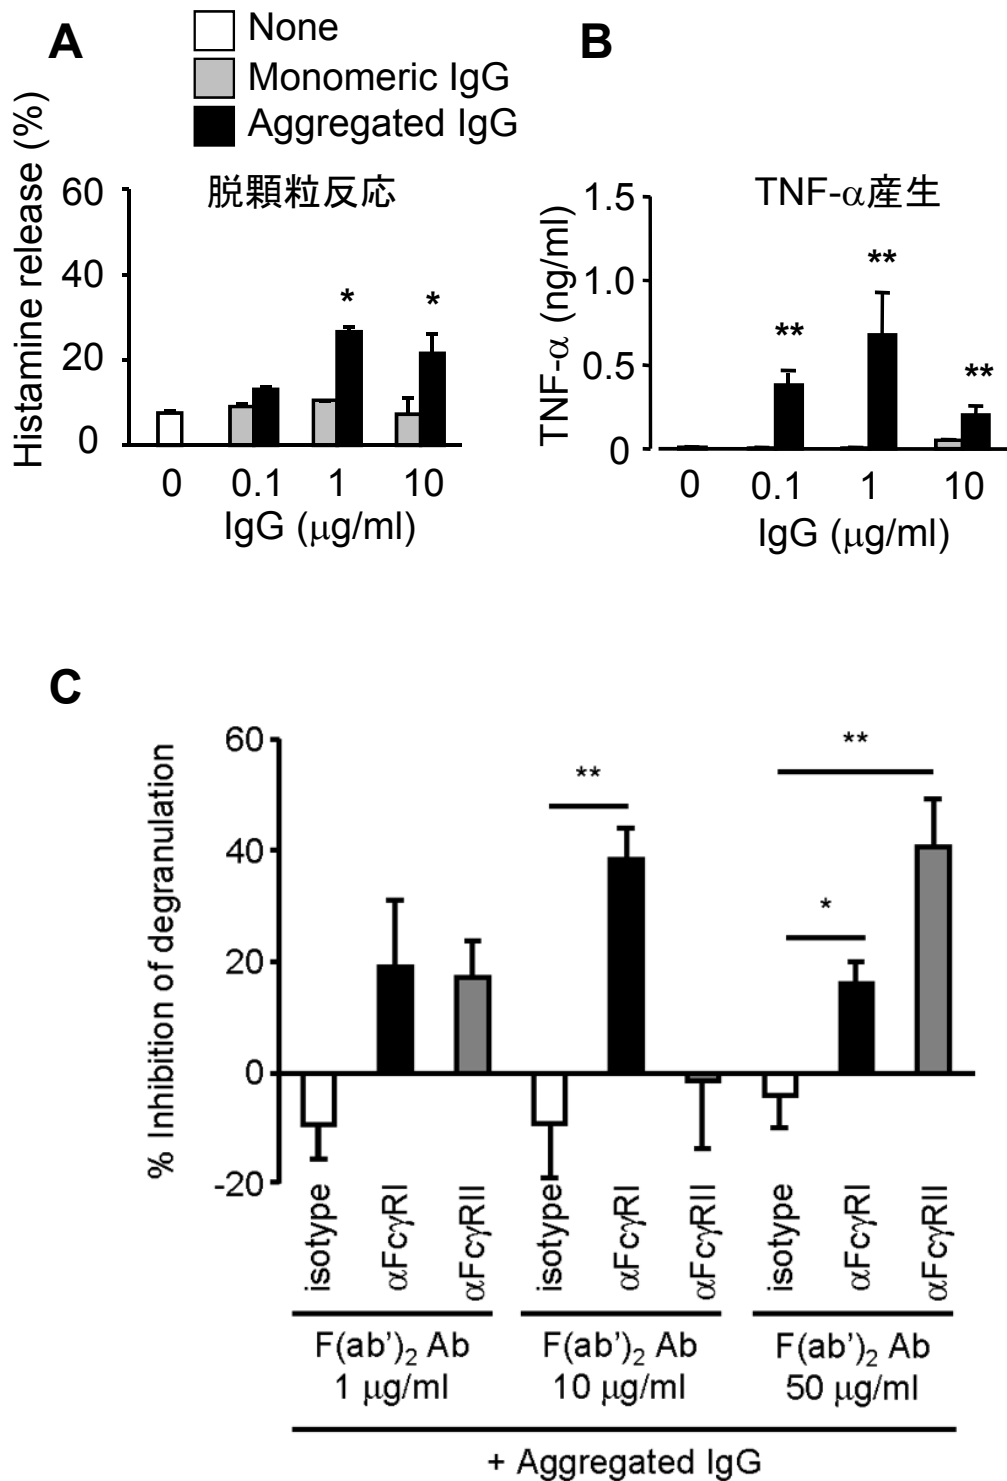 A
None
Monomeric IgG
Aggregated IgG
脱顆粒反応
Histamine release (%)
60
40
20
0
*
*
0
0.1
1
10
IgG (μg/ml)
B
TNF-α産生
TNF-α (ng/ml)
1.5
1.0
0.5
0
**
**
**
0
0.1
1
10
IgG (μg/ml)
C
% Inhibition of degranulation
60
40
20
0
-20
**
*
**
isotype
αFcγRI
αFcγRII
isotype
αFcγRI
αFcγRII
isotype
αFcγRI
αFcγRII
F(ab’)₂ Ab
1 μg/ml
F(ab’)₂ Ab
10 μg/ml
F(ab’)₂ Ab
50 μg/ml
+ Aggregated IgG